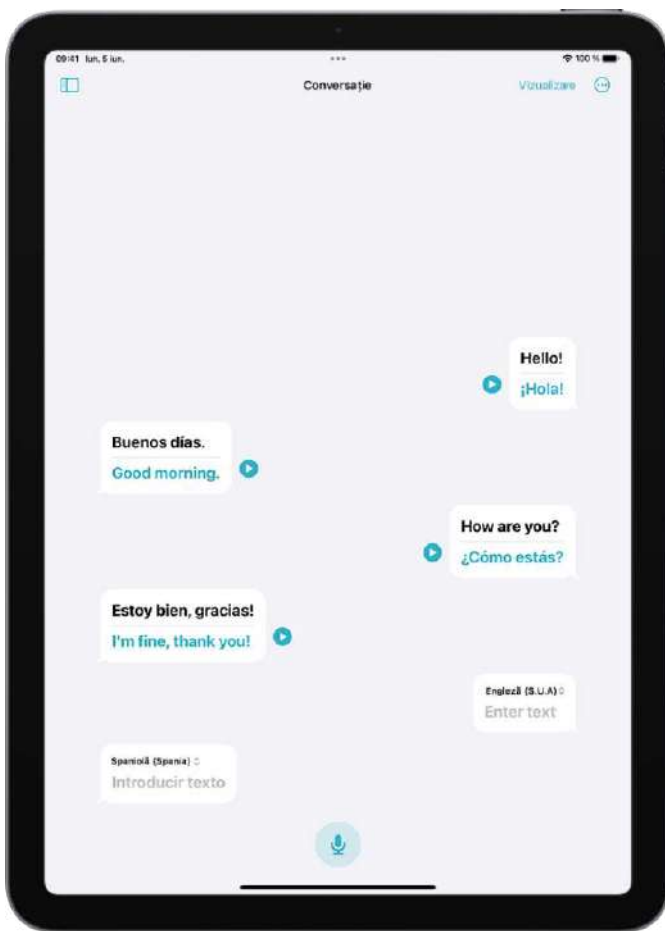 09:41 lun. 5 iun.
100 %
Conversație
Vizualizare
Hello!
¡Hola!
Buenos días.
Good morning.
How are you?
¿Cómo estás?
Estoy bien, gracias!
I'm fine, thank you!
Engleză (S.U.A)
Enter text
Spaniolă (Spania)
Introducir texto